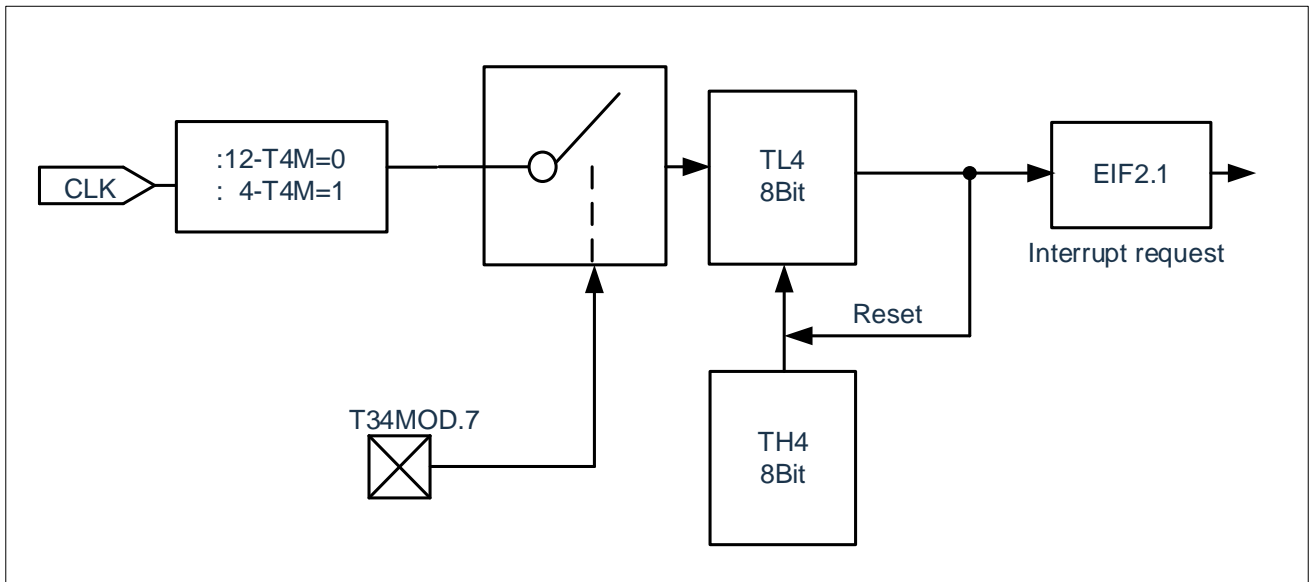 CLK
:12-T4M=0
: 4-T4M=1
TL4
8Bit
EIF2.1
Interrupt request
Reset
T34MOD.7
TH4
8Bit